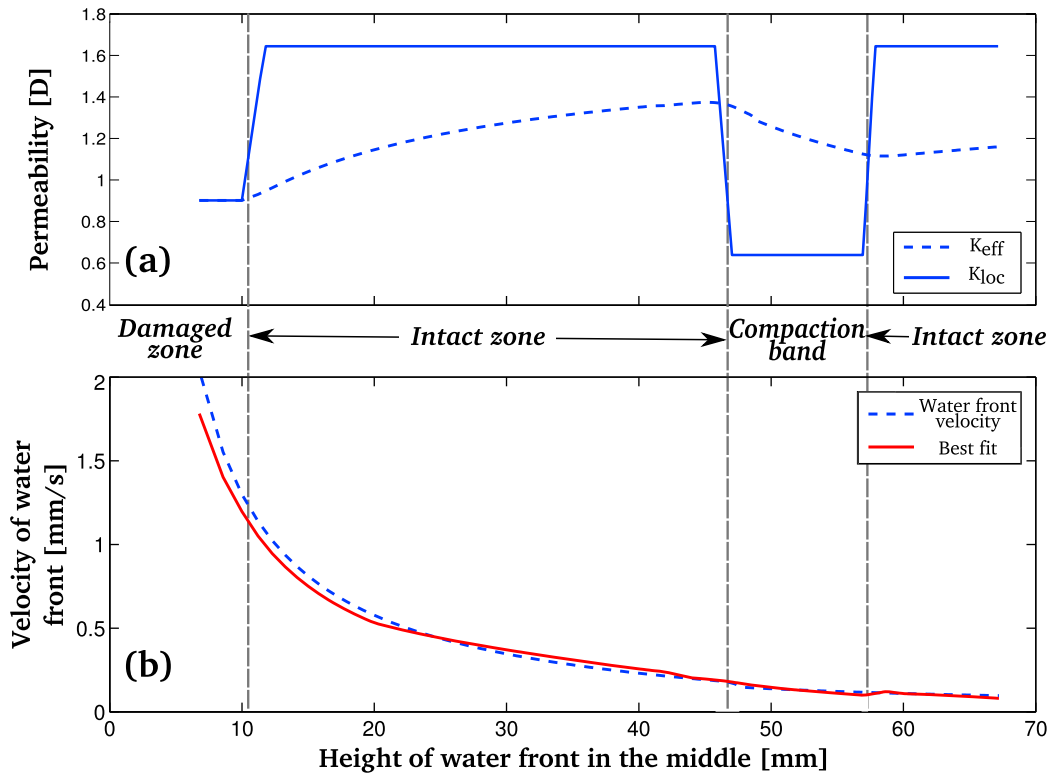 1.8
1.6
1.4
1.2
1
0.8
0.6
0.4
Permeability [D]
(a)
Keff
Kloc
Damaged
zone
Intact zone
Compaction
band
Intact zone
2
1.5
1
0.5
0
Velocity of water
front [mm/s]
(b)
Water front
velocity
Best fit
0 10 20 30 40 50 60 70
Height of water front in the middle [mm]